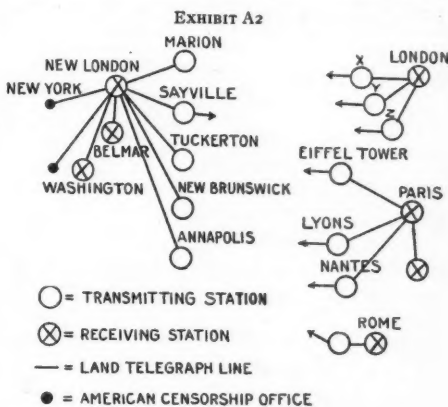 EXHIBIT A2
MARION
NEW LONDON
NEW YORK
SAYVILLE
BELMAR
TUCKERTON
WASHINGTON
NEW BRUNSWICK
ANNAPOLIS
X
LONDON
Y
Z
EIFFEL TOWER
PARIS
LYONS
NANTES
ROME
= TRANSMITTING STATION
= RECEIVING STATION
= LAND TELEGRAPH LINE
= AMERICAN CENSORSHIP OFFICE